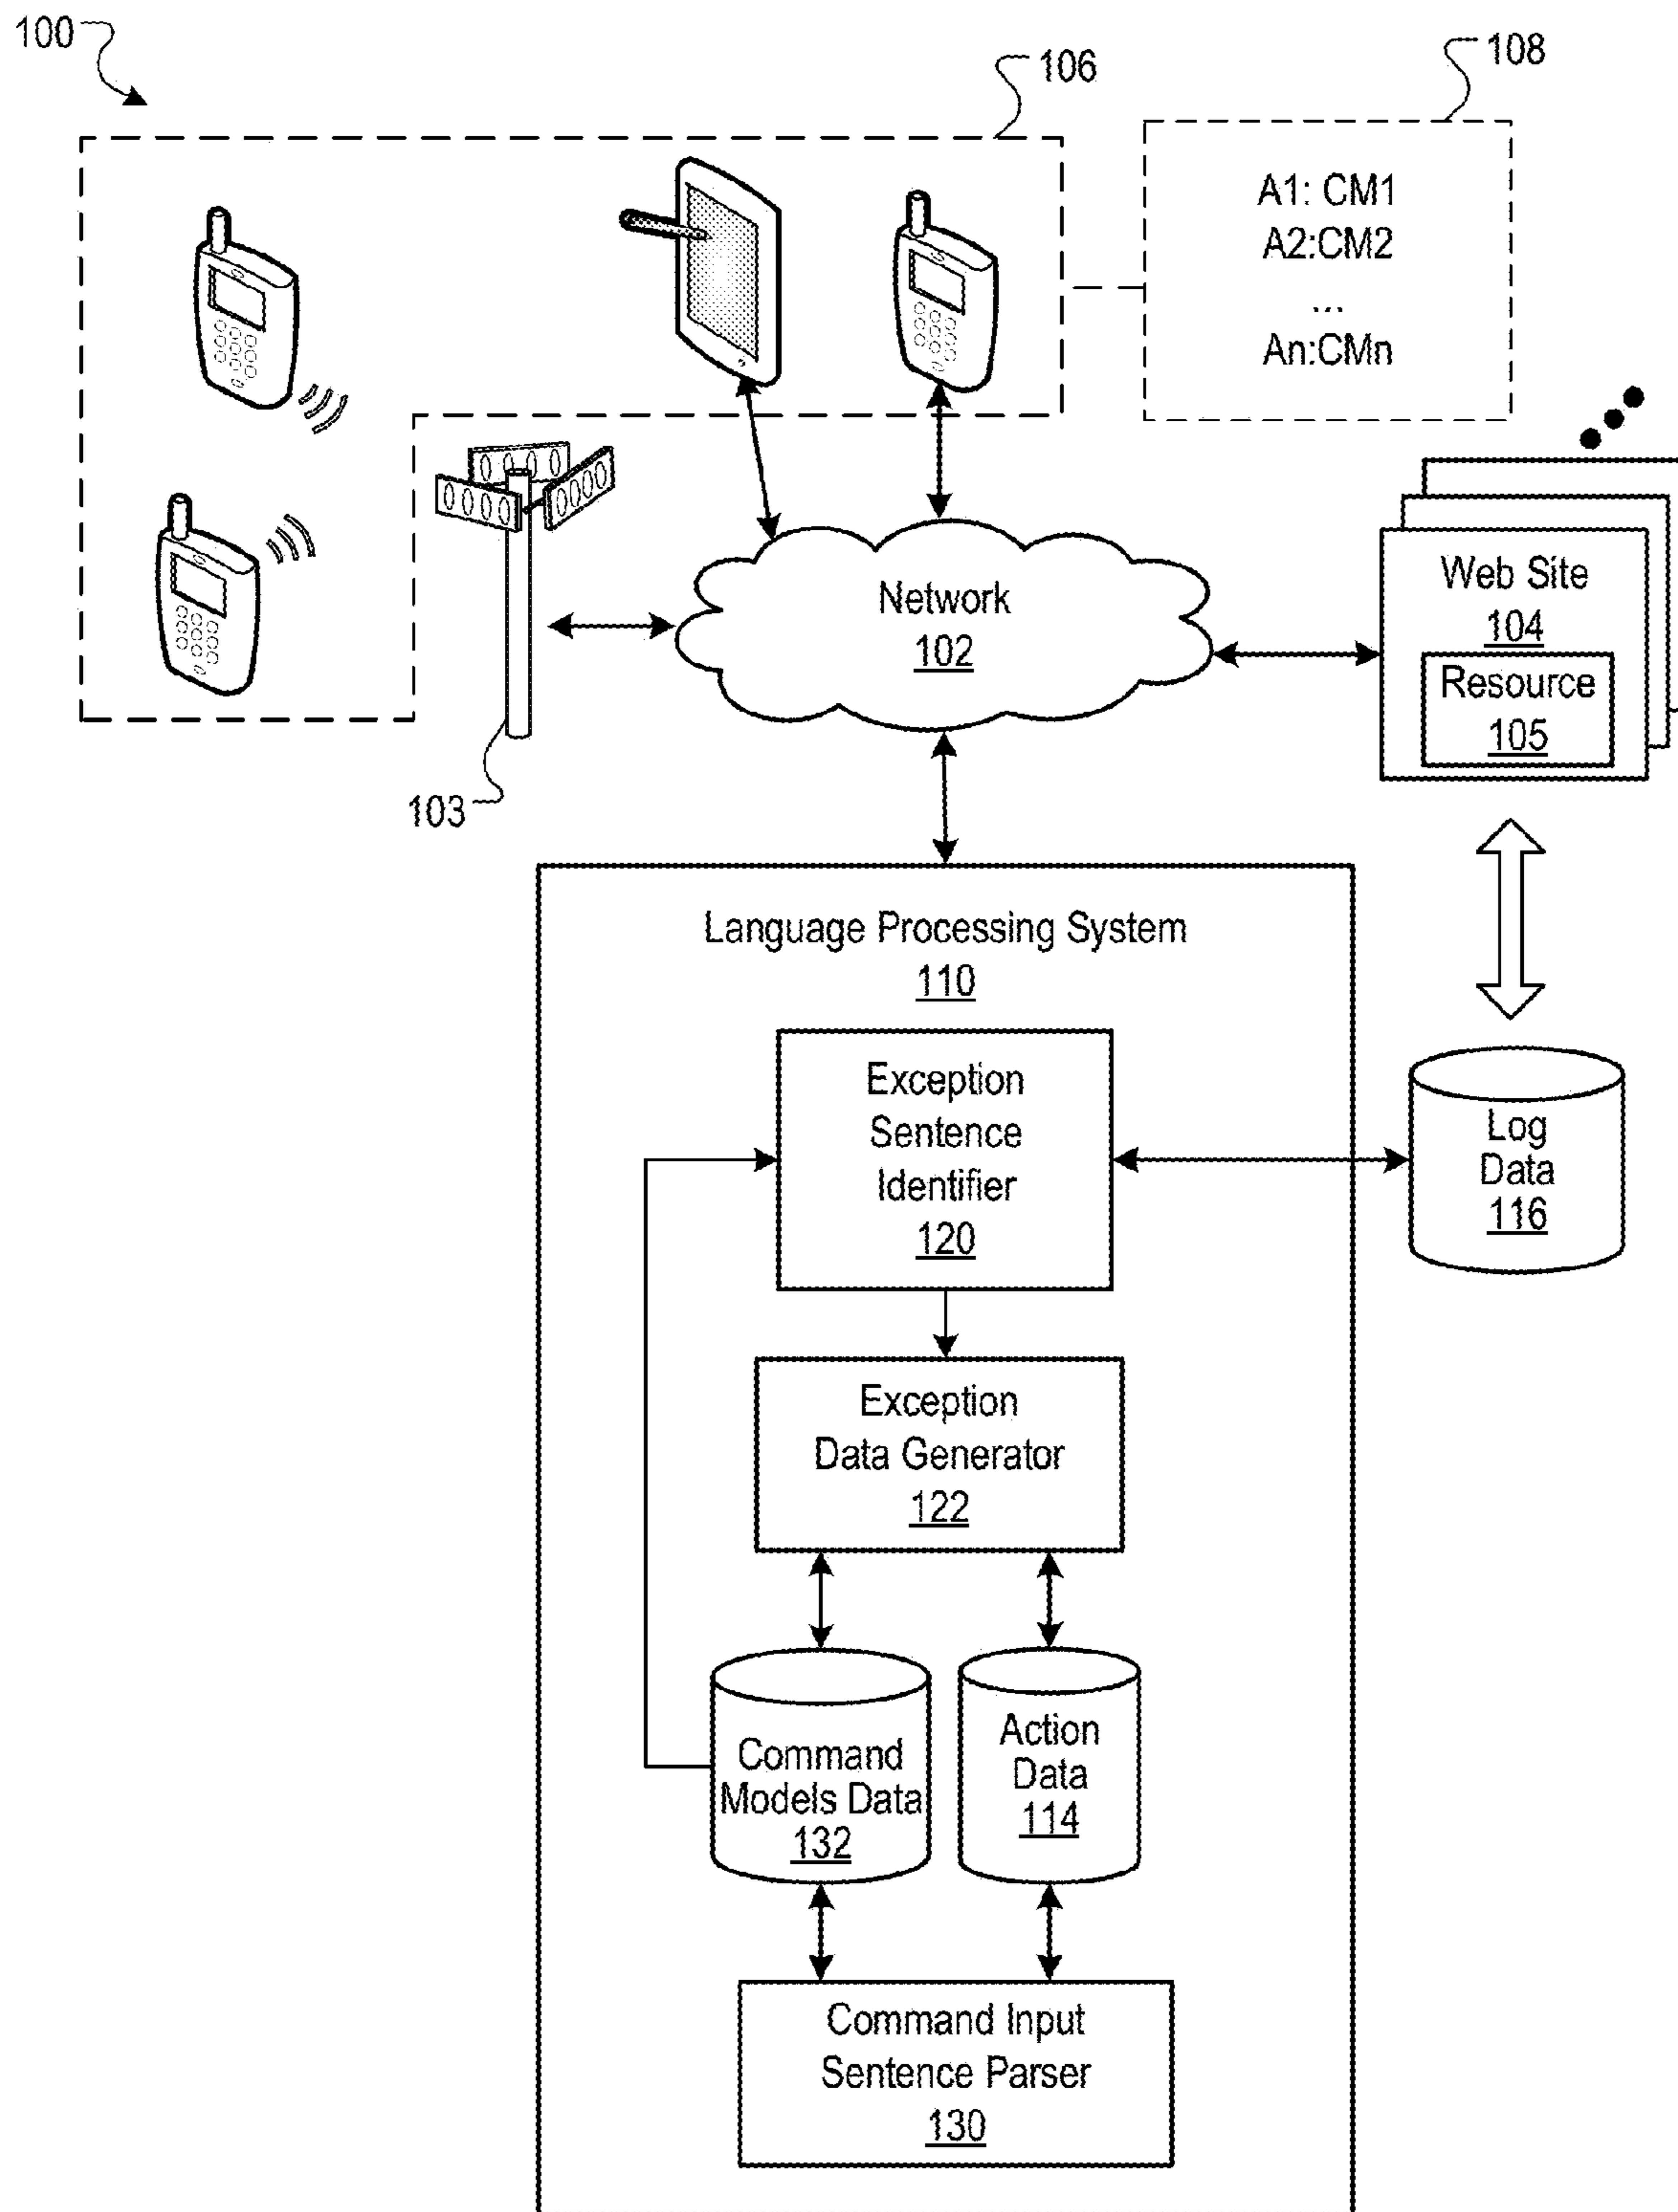 100
106
108
A1: CM1
A2:CM2
...
An:CMn
Network
102
Web Site
104
Resource
105
103
Language Processing System
110
Exception
Sentence
Identifier
120
Log
Data
116
Exception
Data Generator
122
Command
Models Data
132
Action
Data
114
Command Input
Sentence Parser
130